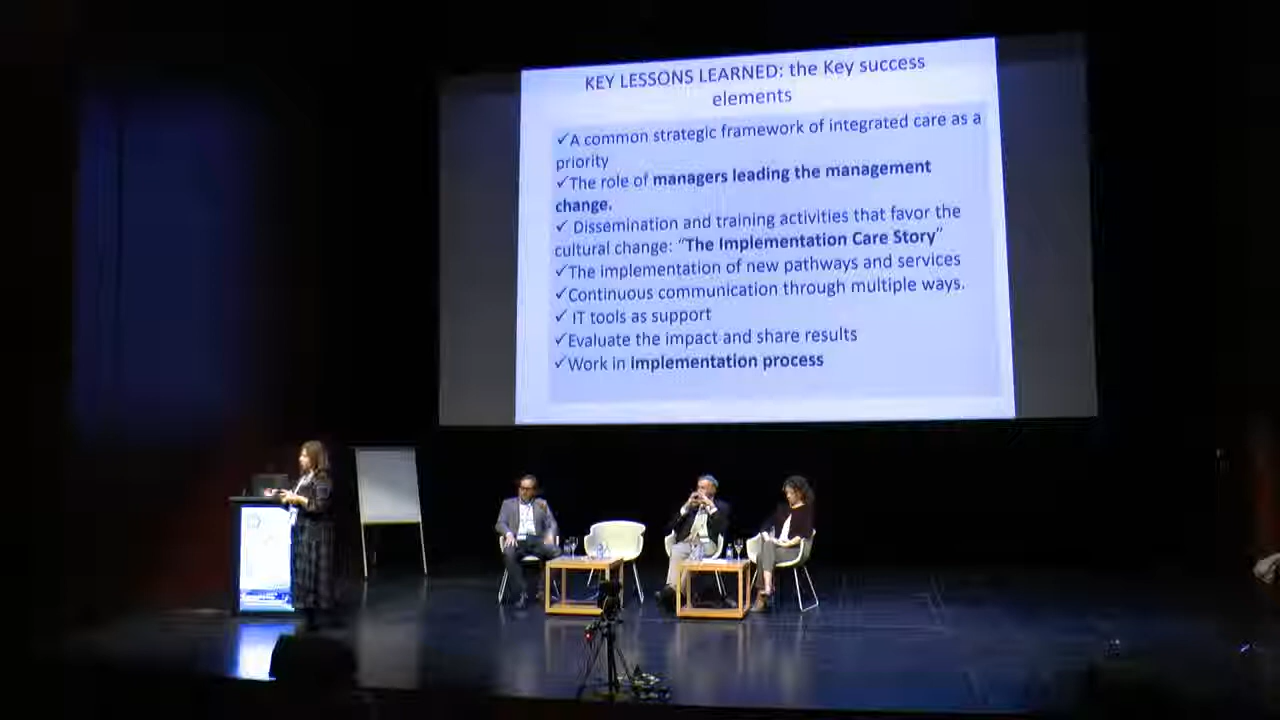 KEY LESSONS LEARNED: the Key success
elements
✓A common strategic framework of integrated care as a
priority
✓The role of managers leading the management
change.
✓ Dissemination and training activities that favor the
cultural change: “The Implementation Care Story”
✓The implementation of new pathways and services
✓Continuous communication through multiple ways.
✓ IT tools as support
✓Evaluate the impact and share results
✓Work in Implementation process